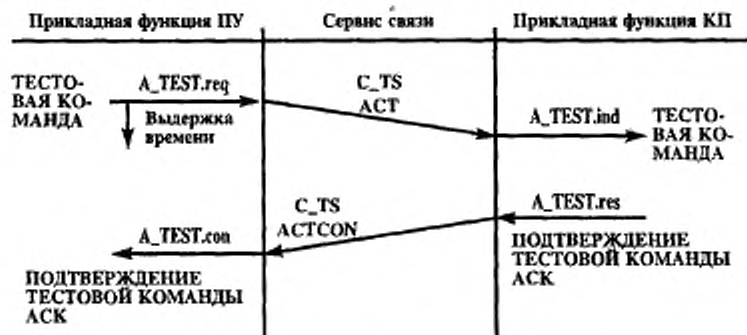 Прикладная функция ПУ
Сервис связи
Прикладная функция КП
ТЕСТО-
ВАЯ КО-
МАНДА
A_TEST.req
Выдержка
времени
C_TS
ACT
A_TEST.ind
ТЕСТО-
ВАЯ КО-
МАНДА
C_TS
ACTCON
A_TEST.res
A_TEST.con
ПОДТВЕРЖДЕНИЕ
ТЕСТОВОЙ КОМАНДЫ
АСК
ПОДТВЕРЖДЕНИЕ
ТЕСТОВОЙ КОМАНДЫ
АСК